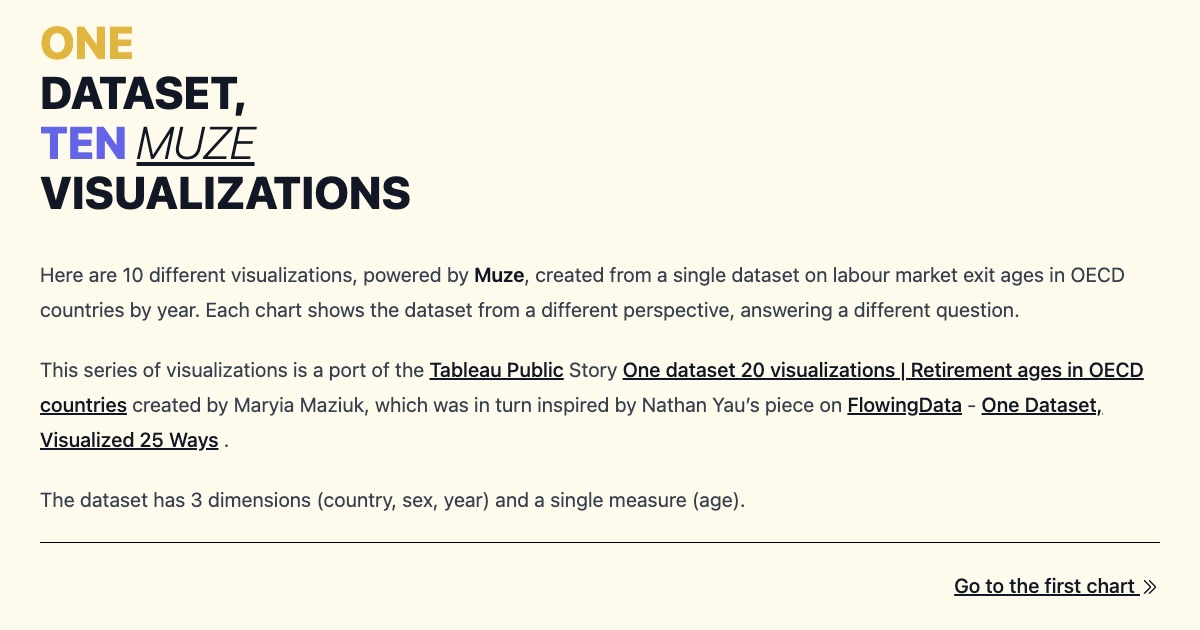 ONE
DATASET,
TEN MUZE
VISUALIZATIONS
Here are 10 different visualizations, powered by Muze, created from a single dataset on labour market exit ages in OECD
countries by year. Each chart shows the dataset from a different perspective, answering a different question.
This series of visualizations is a port of the Tableau Public Story One dataset 20 visualizations | Retirement ages in OECD
countries created by Maryia Maziuk, which was in turn inspired by Nathan Yau’s piece on FlowingData - One Dataset,
Visualized 25 Ways .
The dataset has 3 dimensions (country, sex, year) and a single measure (age).
Go to the first chart »